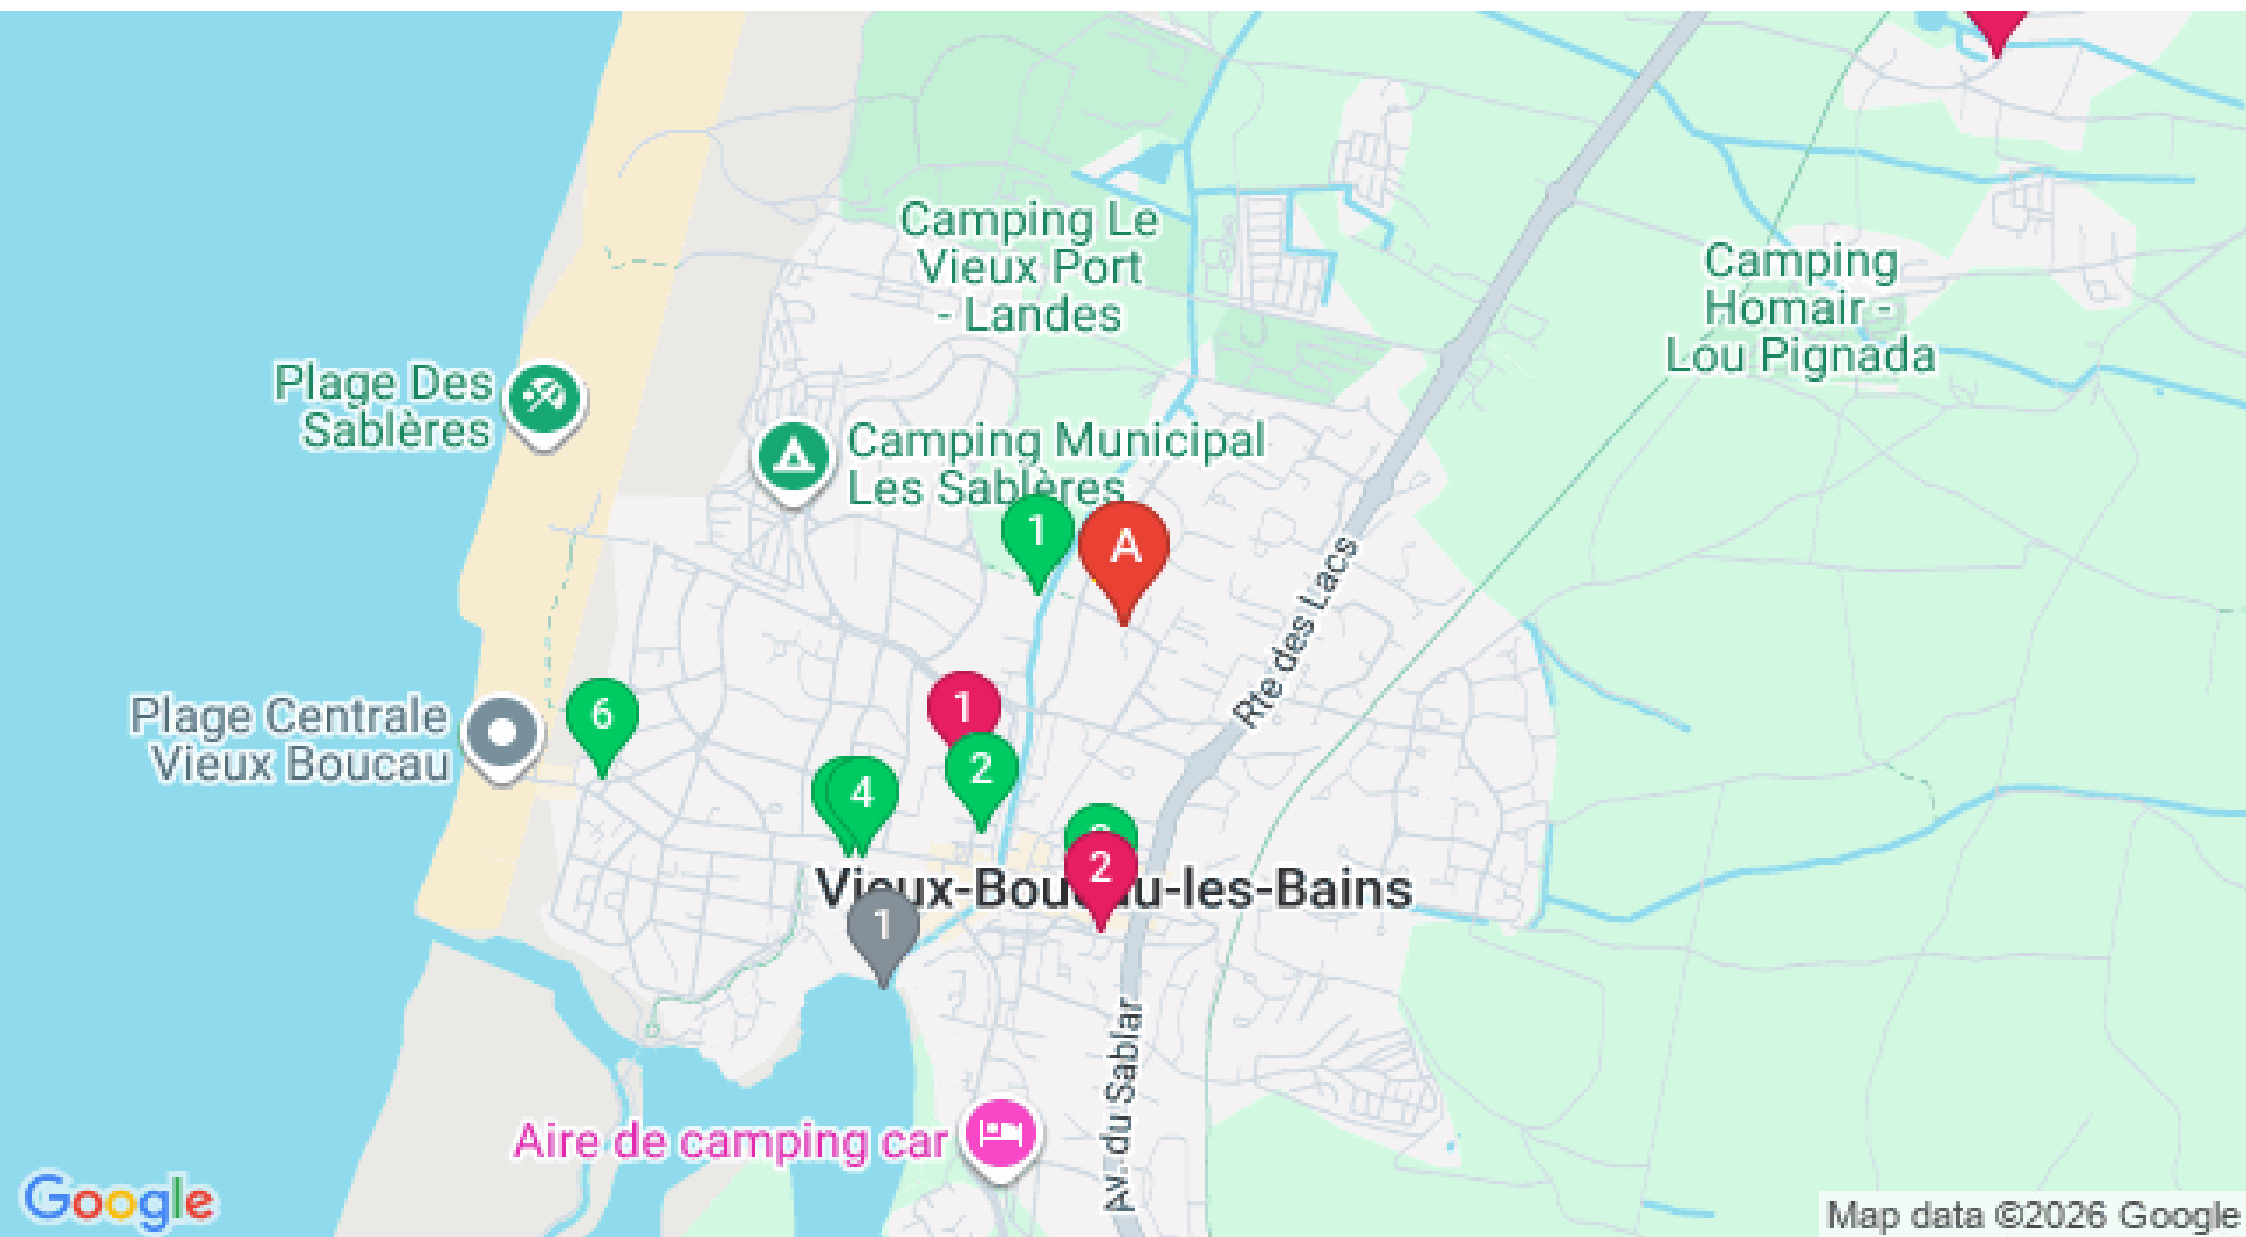 Camping Le
Vieux Port
- Landes
Camping
Homair -
Lou Pignada
Plage Des
Sablères
Camping Municipal
Les Sablères
1
A
Rte des Lacs
Plage Centrale
Vieux Boucau
6
1
2
4
2
Vieux-Boucau-les-Bains
1
Av. du Sablar
Aire de camping car
Google
Map data ©2026 Google